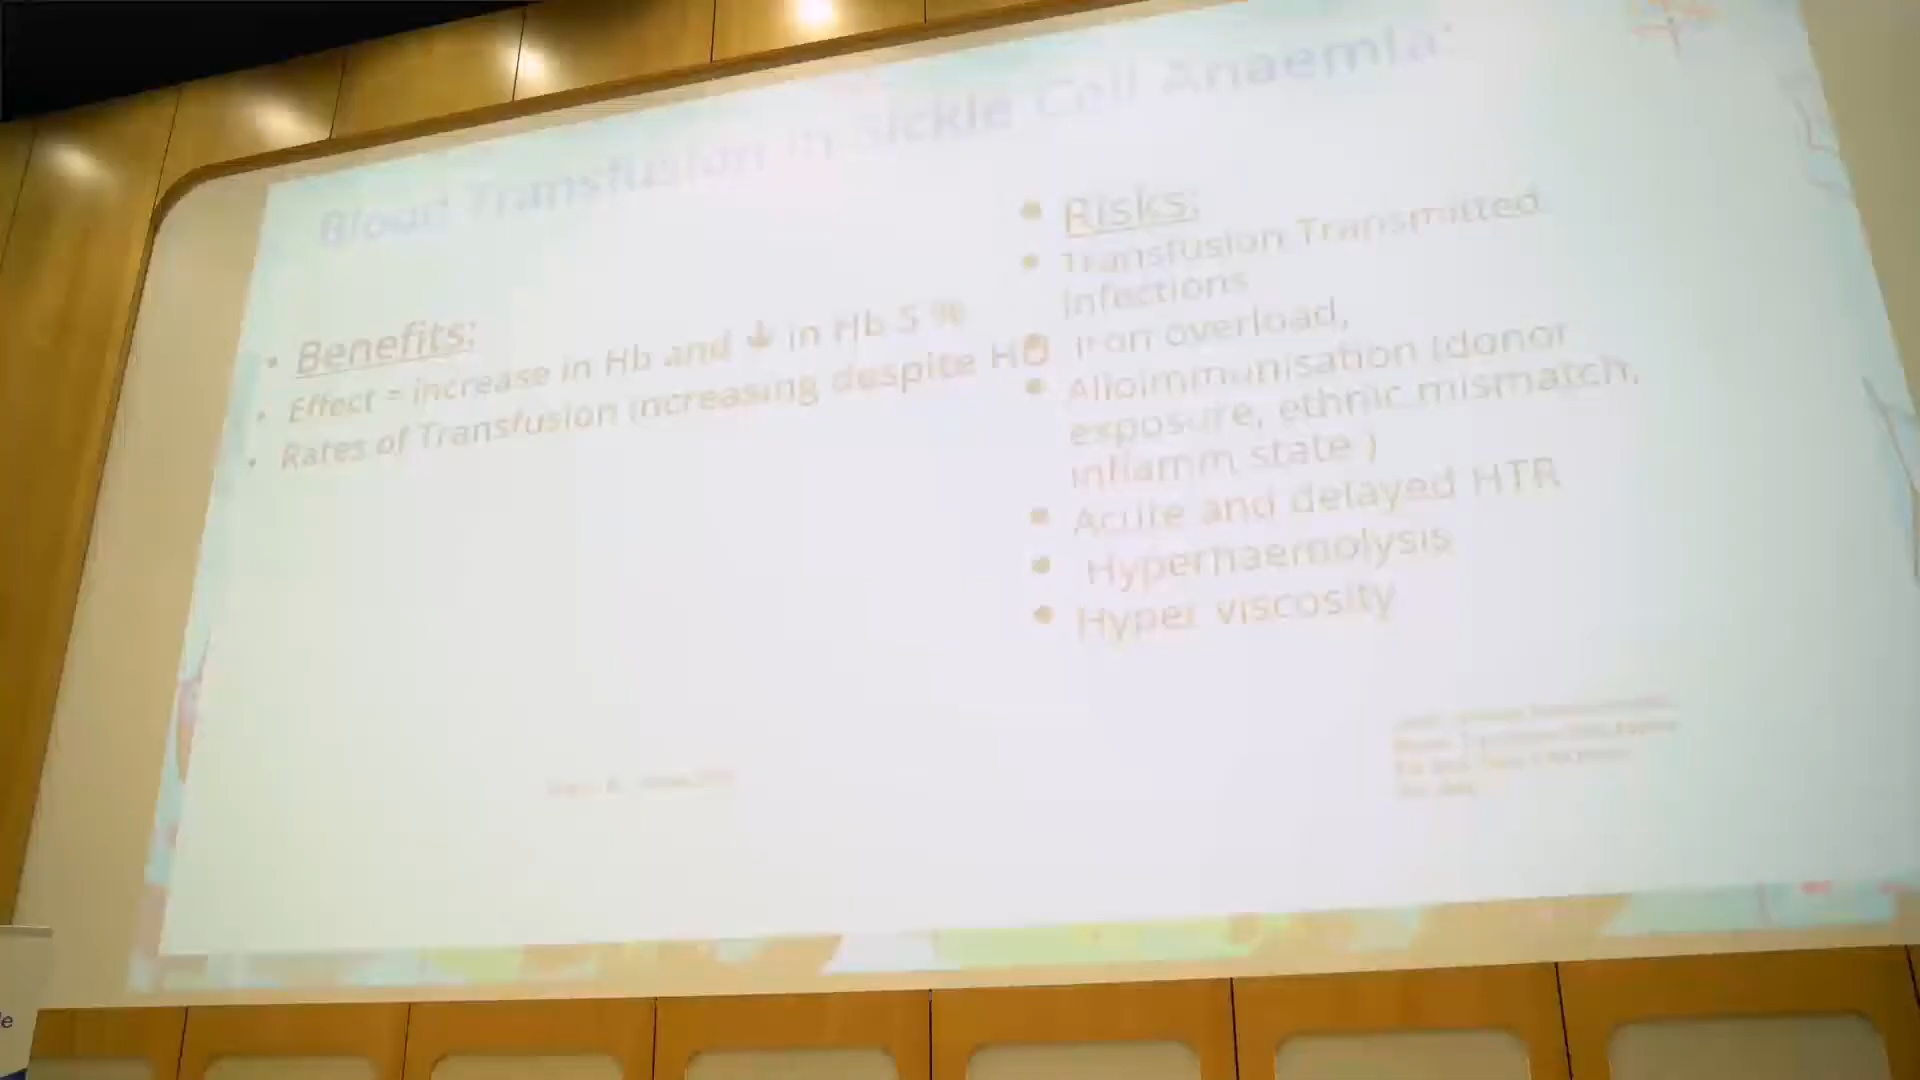 Blood Transfusion in Sickle Cell Anaemia:
• Benefits:
• Effect = increase in Hb and ↓ in Hb S %
• Rates of Transfusion increasing despite HU
• Risks:
• Transfusion Transmitted
infections
• Iron overload,
• Alloimmunisation (donor
exposure, ethnic mismatch,
inflamm state )
• Acute and delayed HTR
• Hyperhaemolysis
• Hyper viscosity